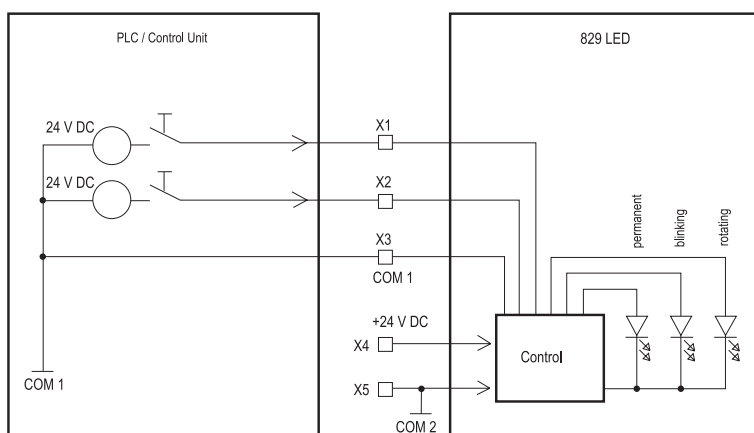 PLC / Control Unit
829 LED
24 V DC
X1
24 V DC
X2
X3
COM 1
permanent
blinking
rotating
+24 V DC
X4
Control
X5
COM 1
COM 2